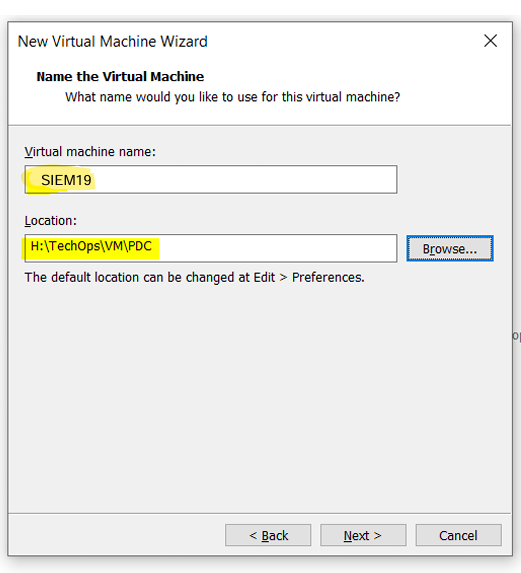 New Virtual Machine Wizard
Name the Virtual Machine
What name would you like to use for this virtual machine?
Virtual machine name:
SIEM19
Location:
H:\TechOps\VM\PDC
Browse...
The default location can be changed at Edit > Preferences.
< Back
Next >
Cancel